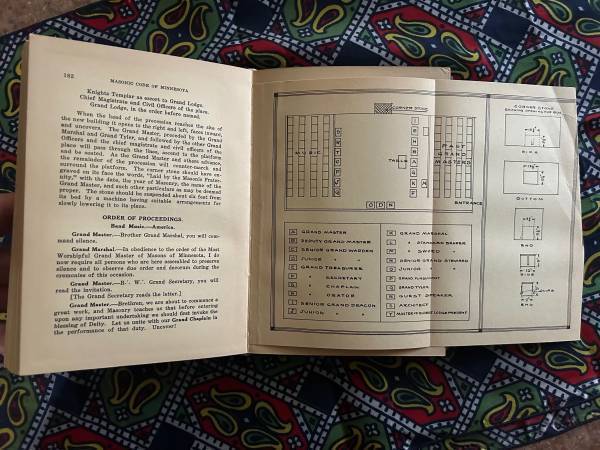 182
MASONIC CODE OF MINNESOTA
Knights Templar as escort to Grand Lodge.
Chief Magistrate and Civil Officers of the place.
Grand Lodge, in the order before named.
When the head of the procession reaches the site of
the new building it opens to the right and left, faces inward,
and uncovers. The Grand Master, preceded by the Grand
Marshal and Grand Tyler, and followed by the other Grand
Officers and the chief magistrate and civil officers of the
place will pass through the lines, ascend to the platform
and be seated. As the Grand Master and others advance,
the remainder of the procession will counter-march and
surround the platform. The corner stone should have en-
graved on its face the words, "Laid by the Masonic Frater-
nity," with the date, the year of Masonry, the name of the
Grand Master, and such other particulars as may be deemed
proper. The stone should be suspended about six feet from
its bed by a machine having suitable arrangements for
slowly lowering it to its place.
ORDER OF PROCEEDINGS.
Band Music.—America.
Grand Master.—Brother Grand Marshal, you will com-
mand silence.
Grand Marshal.—In obedience to the order of the Most
Worshipful Grand Master of Masons of Minnesota, I do
now require all persons who are here assembled to preserve
silence and to observe due order and decorum during the
ceremonies of this occasion.
Grand Master.—R.'. W.'. Grand Secretary, you will
read the invitation.
[The Grand Secretary reads the letter.]
Grand Master.—Brethren, we are about to commence a
great work, and Masonry teaches us that before entering
upon any important undertaking we should first invoke the
blessing of Deity. Let us unite with our Grand Chaplain in
the performance of that duty. Uncover!
CORNER STONE
MUSIC
TABLE
PAST
MASTERS
ENTRANCE
O D N
A GRAND MASTER
B DEPUTY GRAND MASTER
C SENIOR GRAND WARDEN
D JUNIOR " "
E GRAND TREASURER
F " SECRETARY
G " CHAPLAIN
H " ORATOR
I SENIOR GRAND DEACON
J JUNIOR " "
K GRAND MARSHAL
L " STANDARD BEARER
M " SWORD "
N SENIOR GRAND STEWARD
O JUNIOR " "
P GRAND PURSUIVANT
Q GRAND TYLER
R GUEST SPEAKER
S ARCHITECT
T MASTER OLDEST LODGE PRESENT
CORNER STONE
TOP
BOTTOM
END
SIDE
END